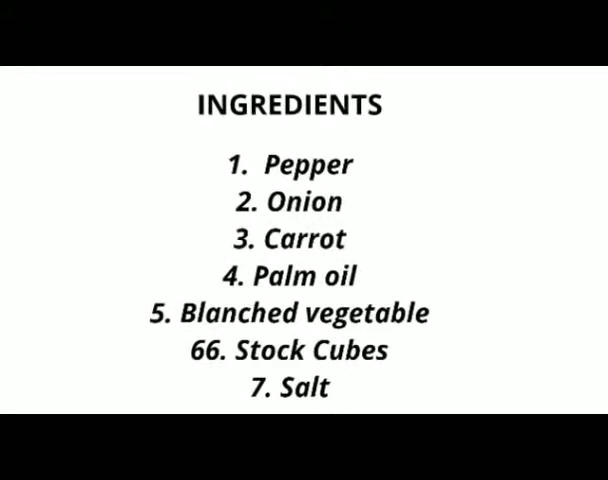 INGREDIENTS
1. Pepper
2. Onion
3. Carrot
4. Palm oil
5. Blanched vegetable
66. Stock Cubes
7. Salt